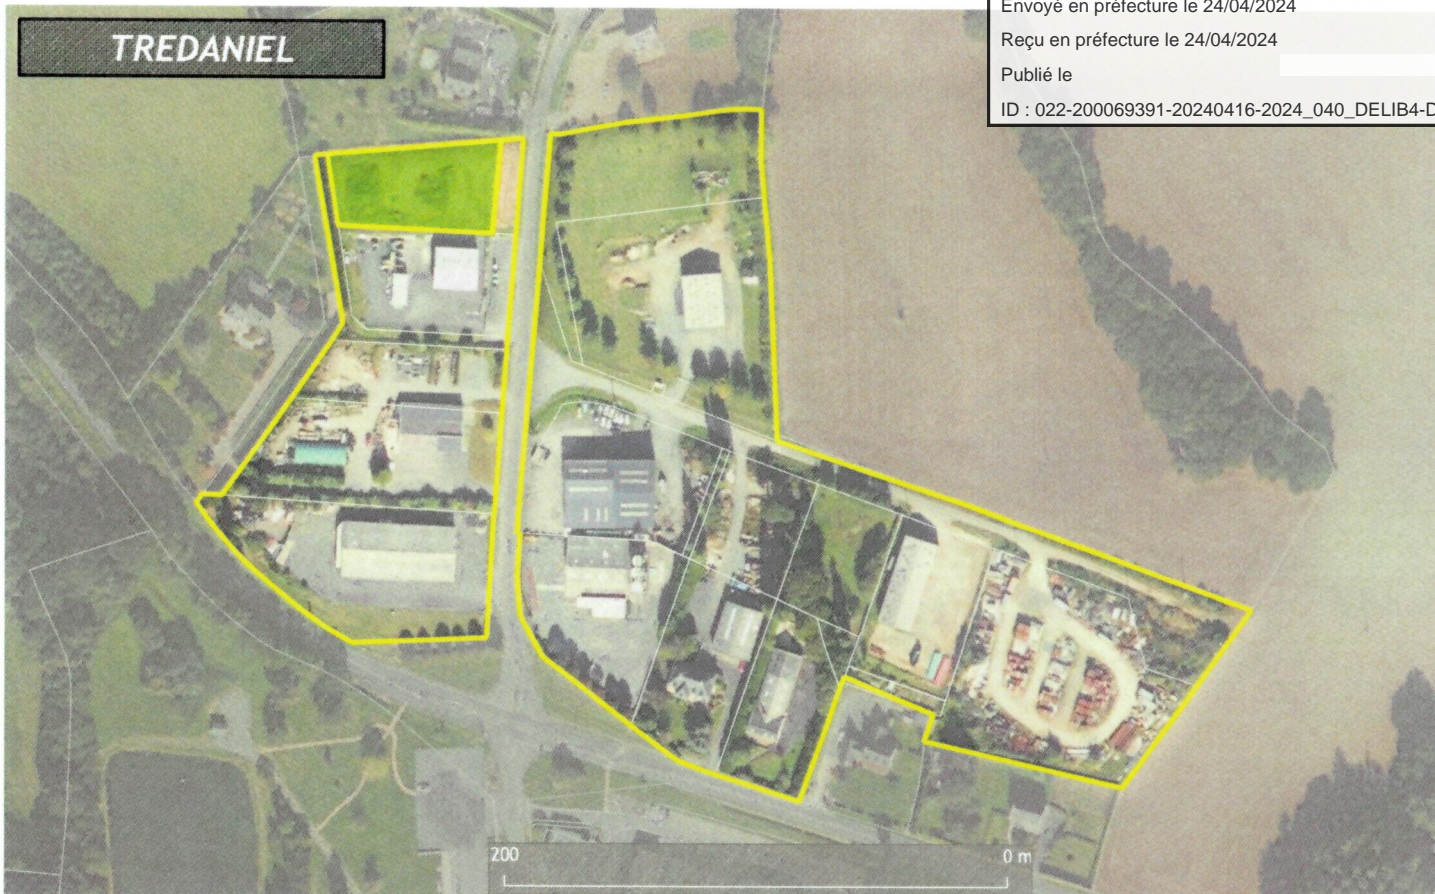 TREDANIEL
Envoyé en préfecture le 24/04/2024
Reçu en préfecture le 24/04/2024
Publié le
ID : 022-200069391-20240416-2024_040_DELIB4-D
200 0 m